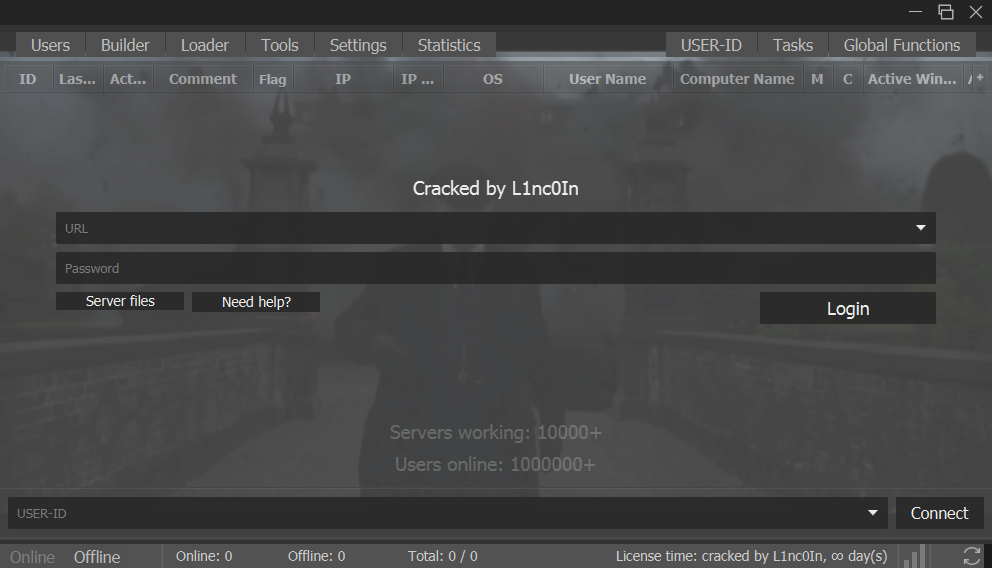 Users Builder Loader Tools Settings Statistics USER-ID Tasks Global Functions
ID Las... Act... Comment Flag IP IP ... OS User Name Computer Name M C Active Win... +
Cracked by L1nc0In
URL
Password
Server files Need help? Login
Servers working: 10000+
Users online: 1000000+
USER-ID Connect
Online Offline Online: 0 Offline: 0 Total: 0 / 0 License time: cracked by L1nc0In, ∞ day(s)